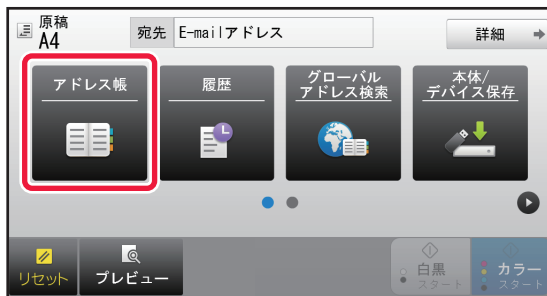 原稿
A4
宛先 E-mailアドレス
詳細
アドレス帳
履歴
グローバル
アドレス検索
本体/
デバイス保存
リセット
プレビュー
白黒
スタート
カラー
スタート